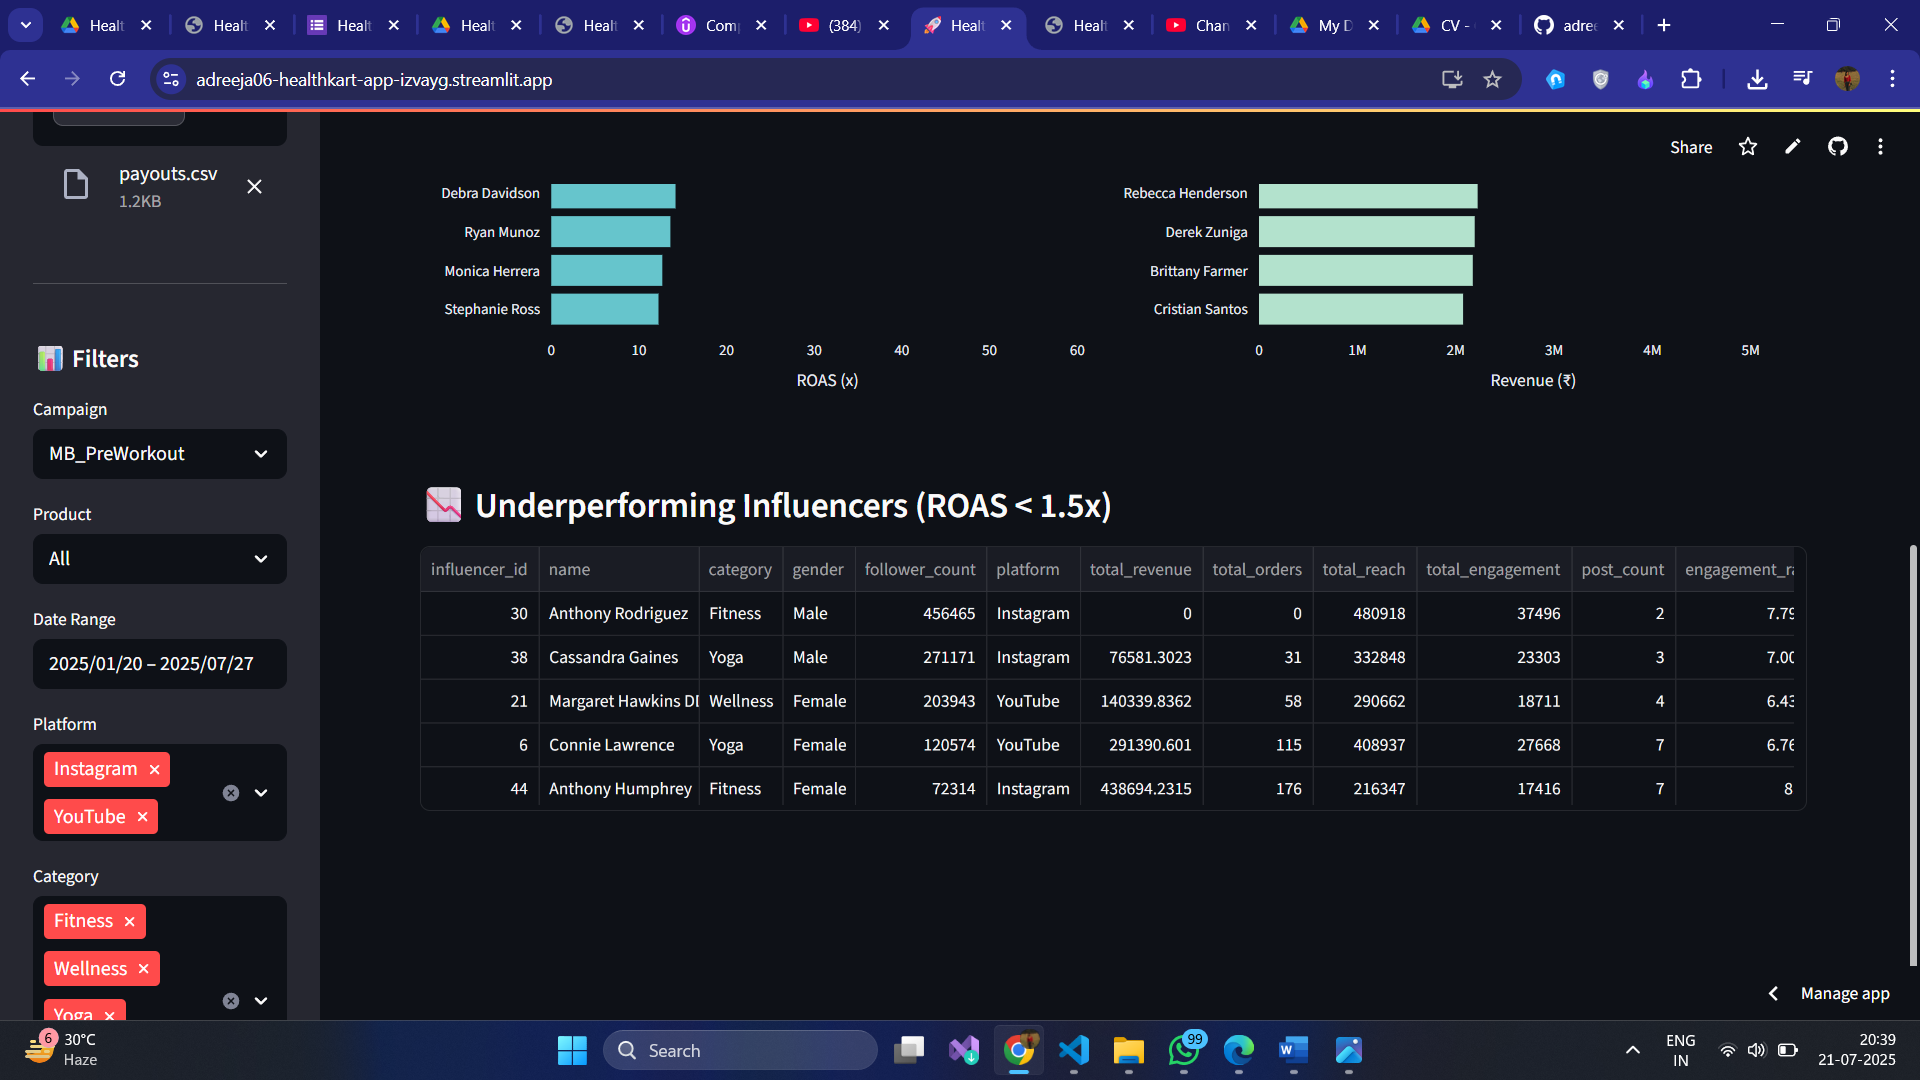 Healt
Healt
Healt
Healt
Healt
Com
(384)
Healt
Healt
Chan
My D
CV -
adre
adreeja06-healthkart-app-izvayg.streamlit.app
Share
payouts.csv
1.2KB
Filters
Campaign
MB_PreWorkout
Product
All
Date Range
2025/01/20 – 2025/07/27
Platform
Instagram
YouTube
Category
Fitness
Wellness
Yoga
Debra Davidson
Ryan Munoz
Monica Herrera
Stephanie Ross
0 10 20 30 40 50 60
ROAS (x)
Rebecca Henderson
Derek Zuniga
Brittany Farmer
Cristian Santos
0 1M 2M 3M 4M 5M
Revenue (₹)
Underperforming Influencers (ROAS < 1.5x)
influencer_id name category gender follower_count platform total_revenue total_orders total_reach total_engagement post_count engagement_ra
30 Anthony Rodriguez Fitness Male 456465 Instagram 0 0 480918 37496 2 7.79
38 Cassandra Gaines Yoga Male 271171 Instagram 76581.3023 31 332848 23303 3 7.00
21 Margaret Hawkins DD Wellness Female 203943 YouTube 140339.8362 58 290662 18711 4 6.43
6 Connie Lawrence Yoga Female 120574 YouTube 291390.601 115 408937 27668 7 6.76
44 Anthony Humphrey Fitness Female 72314 Instagram 438694.2315 176 216347 17416 7 8
Manage app
6
30°C
Haze
Search
99
W
ENG
IN
20:39
21-07-2025